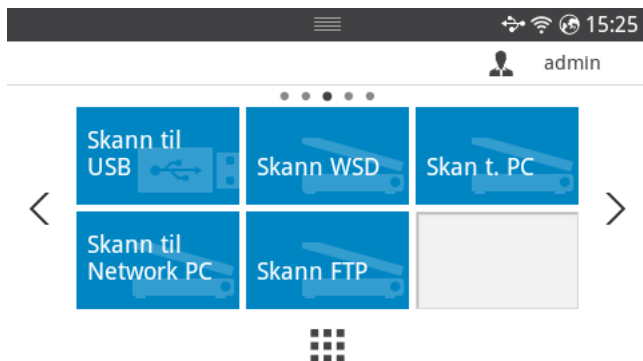 15:25
admin
Skann til
USB
Skann WSD
Skan t. PC
Skann til
Network PC
Skann FTP